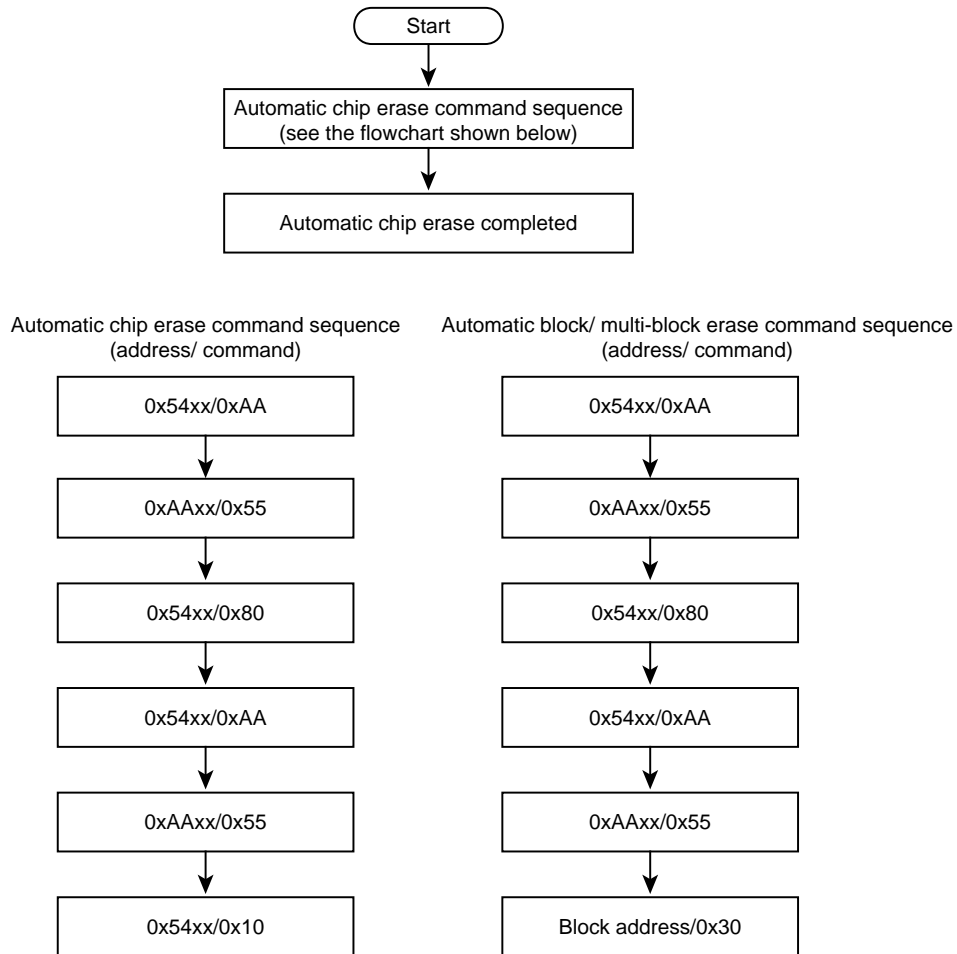 Start
Automatic chip erase command sequence
(see the flowchart shown below)
Automatic chip erase completed
Automatic chip erase command sequence
(address/ command)
0x54xx/0xAA
0xAAxx/0x55
0x54xx/0x80
0x54xx/0xAA
0xAAxx/0x55
0x54xx/0x10
Automatic block/ multi-block erase command sequence
(address/ command)
0x54xx/0xAA
0xAAxx/0x55
0x54xx/0x80
0x54xx/0xAA
0xAAxx/0x55
Block address/0x30